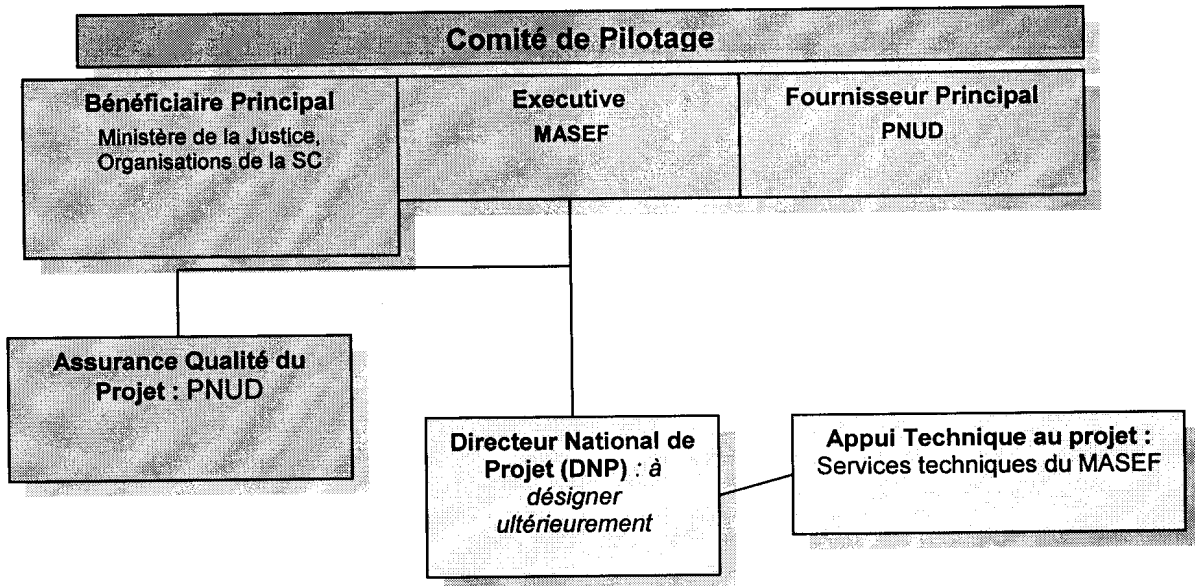 Comité de Pilotage
Bénéficiaire Principal
Ministère de la Justice,
Organisations de la SC
Executive
MASEF
Fournisseur Principal
PNUD
Assurance Qualité du
Projet : PNUD
Directeur National de
Projet (DNP) : à
désigner
ultérieurement
Appui Technique au projet :
Services techniques du MASEF